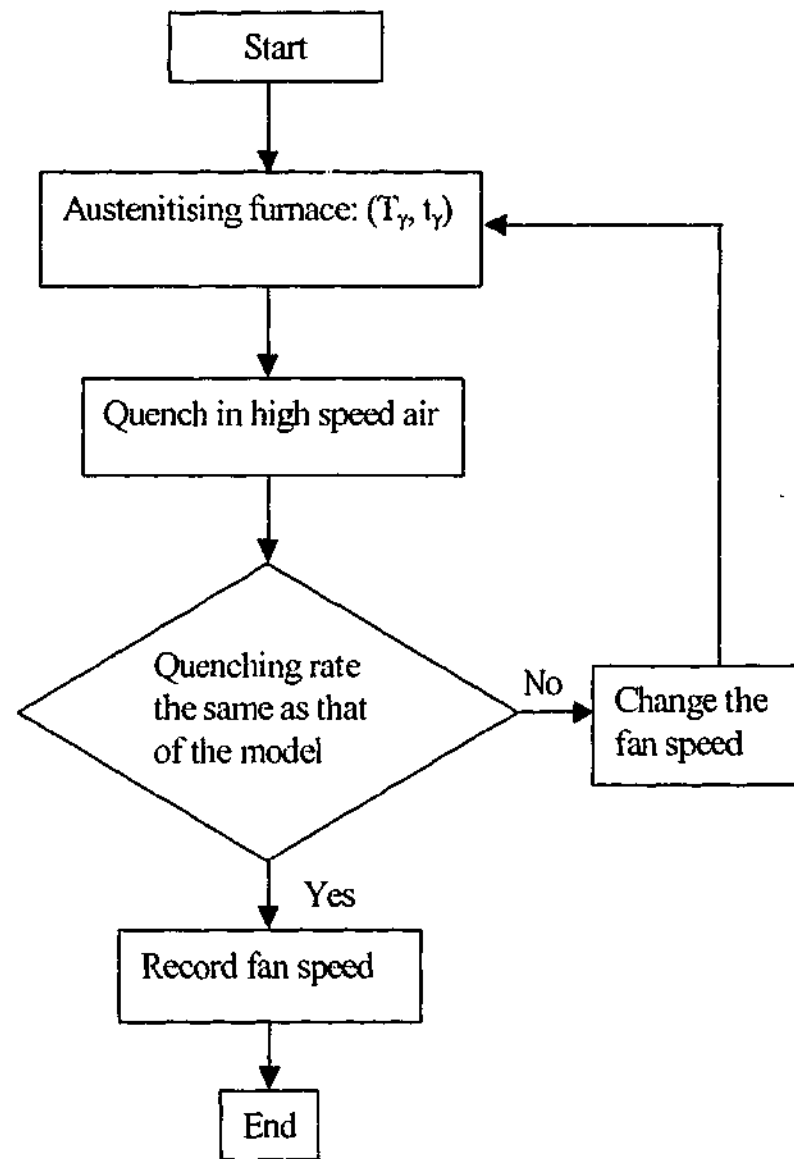 Start
Austenitising furnace: (Tγ, tγ)
Quench in high speed air
Quenching rate
the same as that
of the model
No
Change the
fan speed
Yes
Record fan speed
End